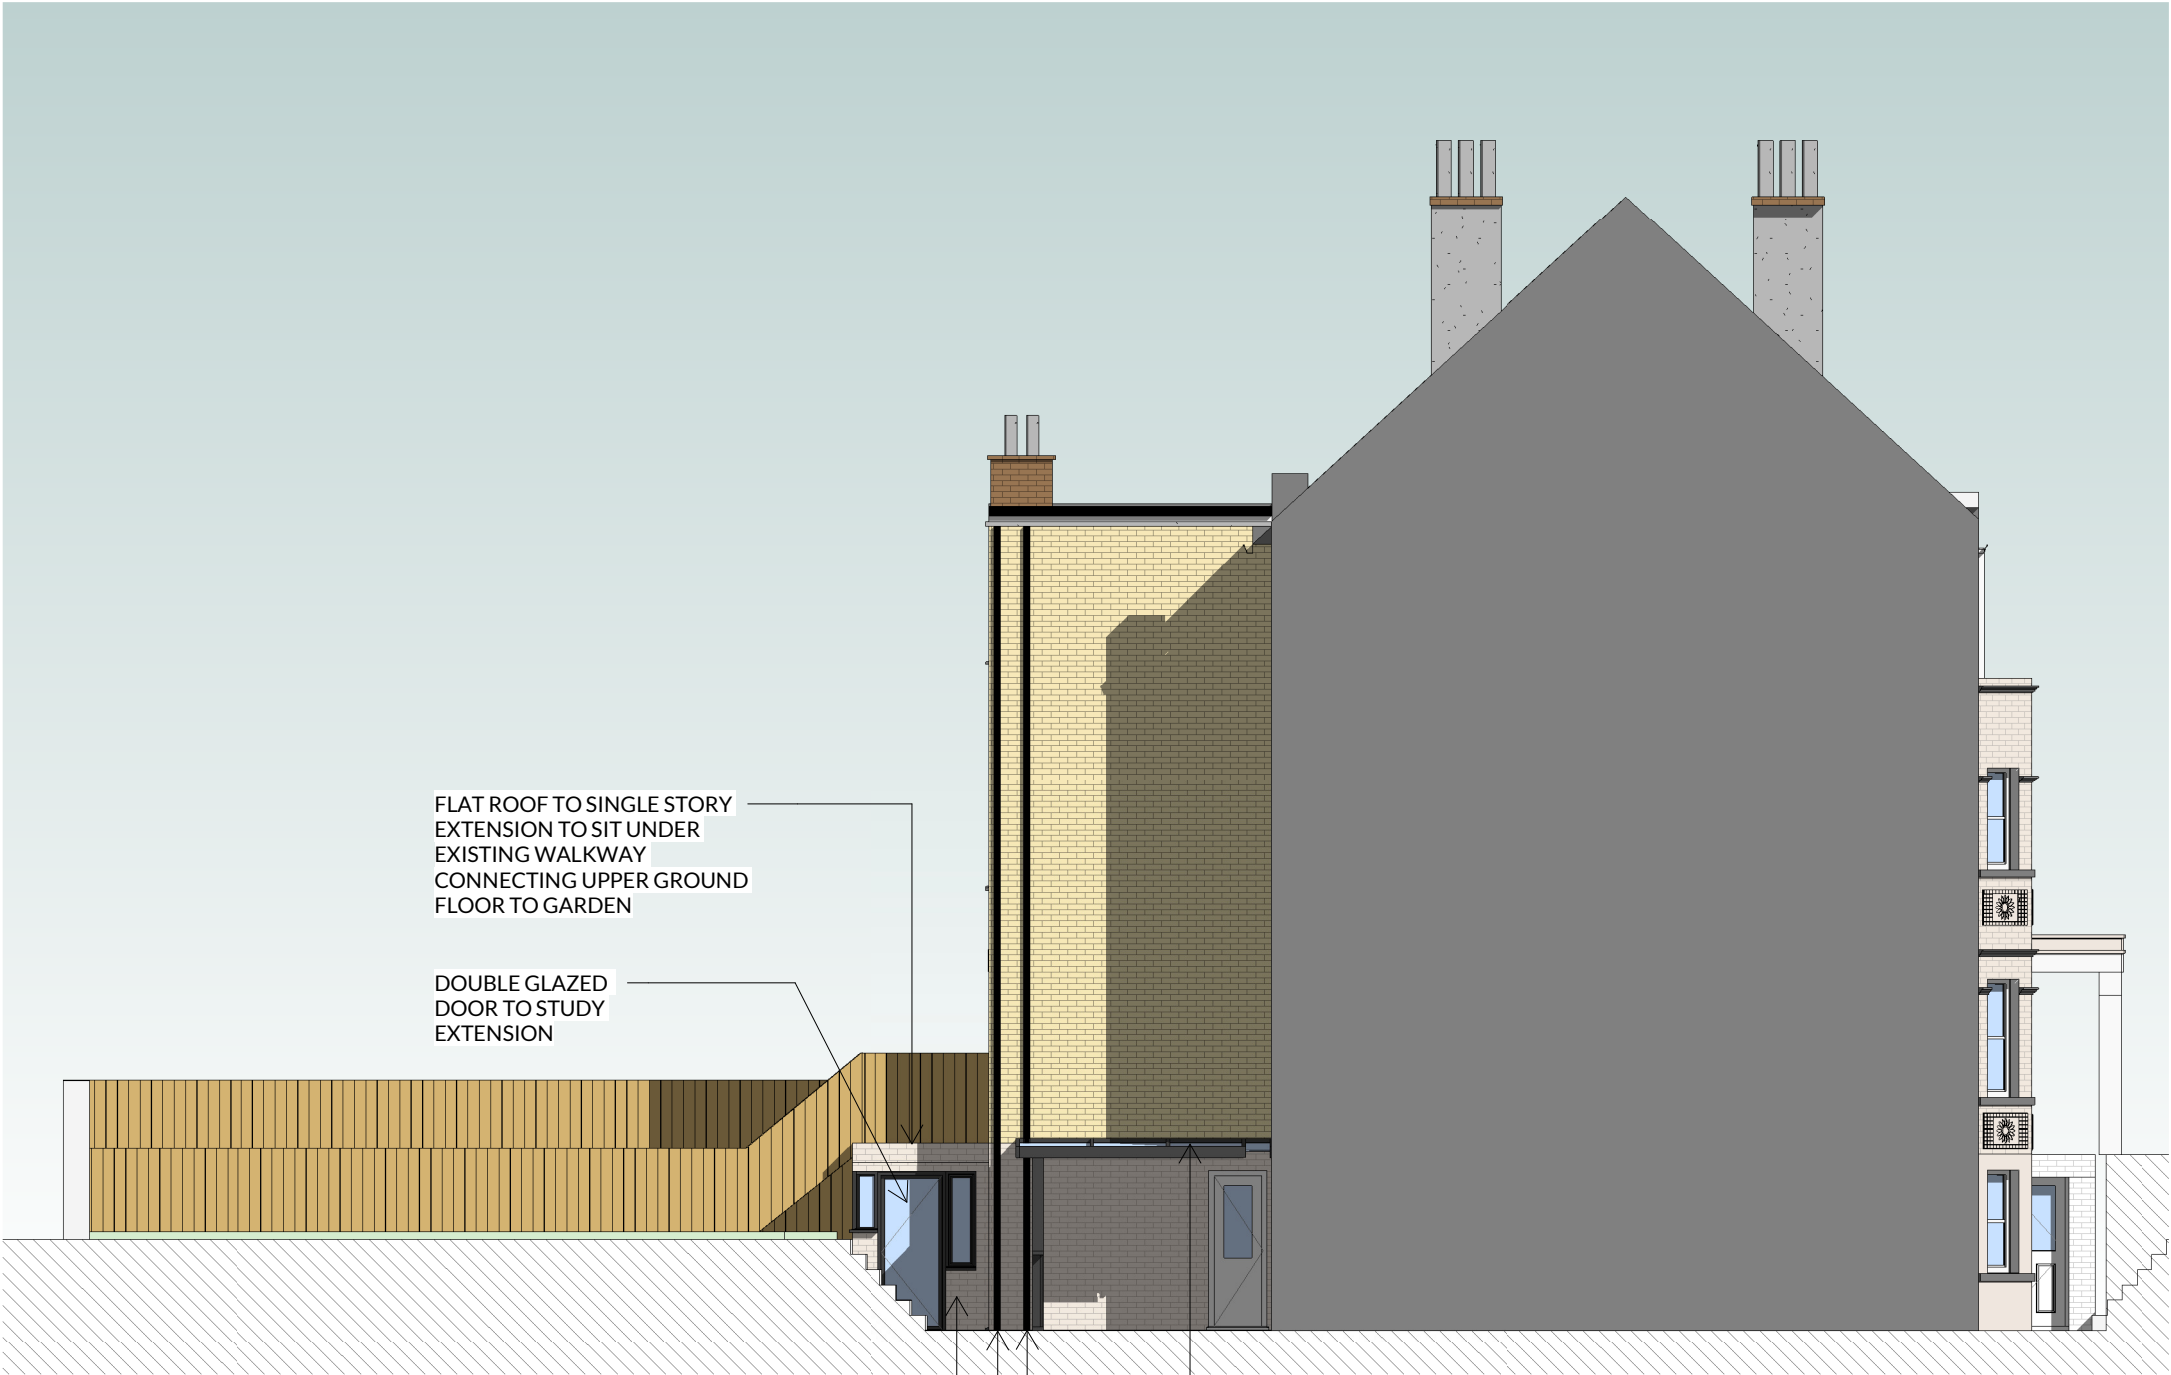 FLAT ROOF TO SINGLE STORY
EXTENSION TO SIT UNDER
EXISTING WALKWAY
CONNECTING UPPER GROUND
FLOOR TO GARDEN
DOUBLE GLAZED
DOOR TO STUDY
EXTENSION